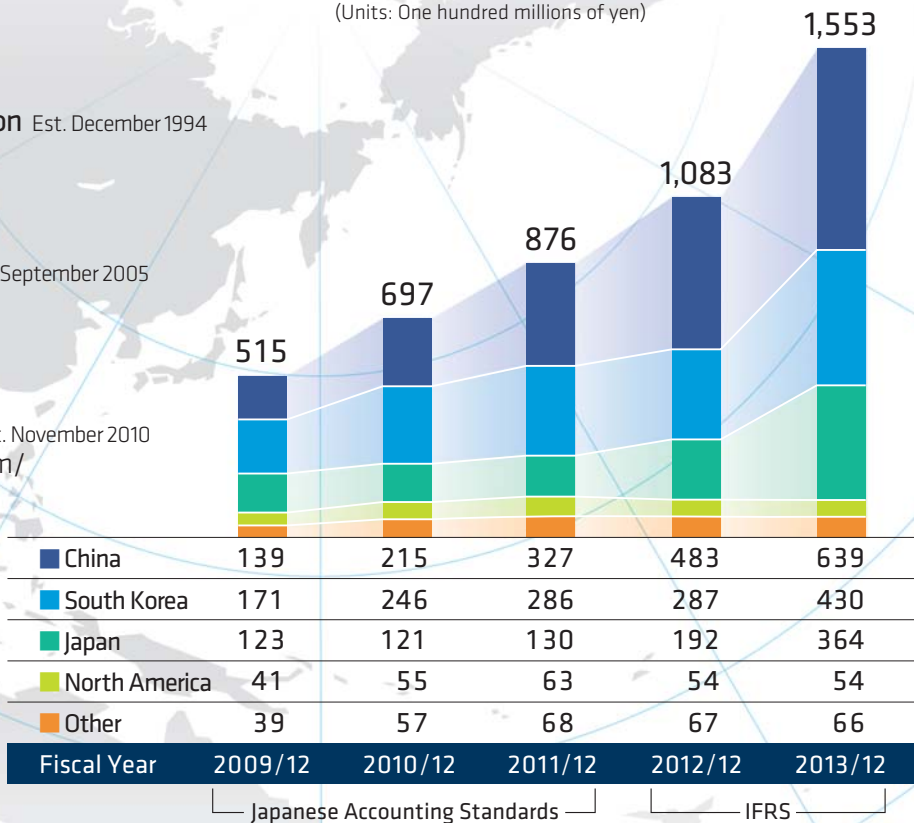 (Units: One hundred millions of yen)
1,553
on Est. December 1994
1,083
876
September 2005
697
515
. November 2010
m/
China 139 215 327 483 639
South Korea 171 246 286 287 430
Japan 123 121 130 192 364
North America 41 55 63 54 54
Other 39 57 68 67 66
Fiscal Year 2009/12 2010/12 2011/12 2012/12 2013/12
Japanese Accounting Standards IFRS